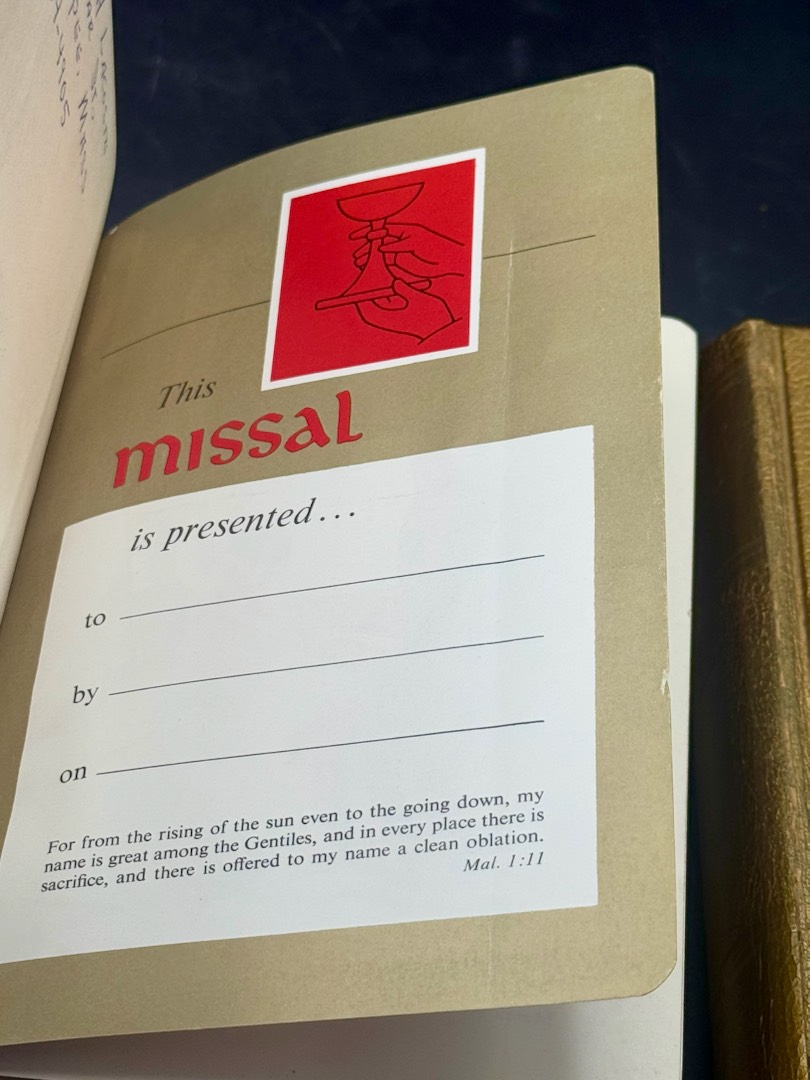 This
missal
is presented...
to
by
on
For from the rising of the sun even to the going down, my
name is great among the Gentiles, and in every place there is
sacrifice, and there is offered to my name a clean oblation.
Mal. 1:11